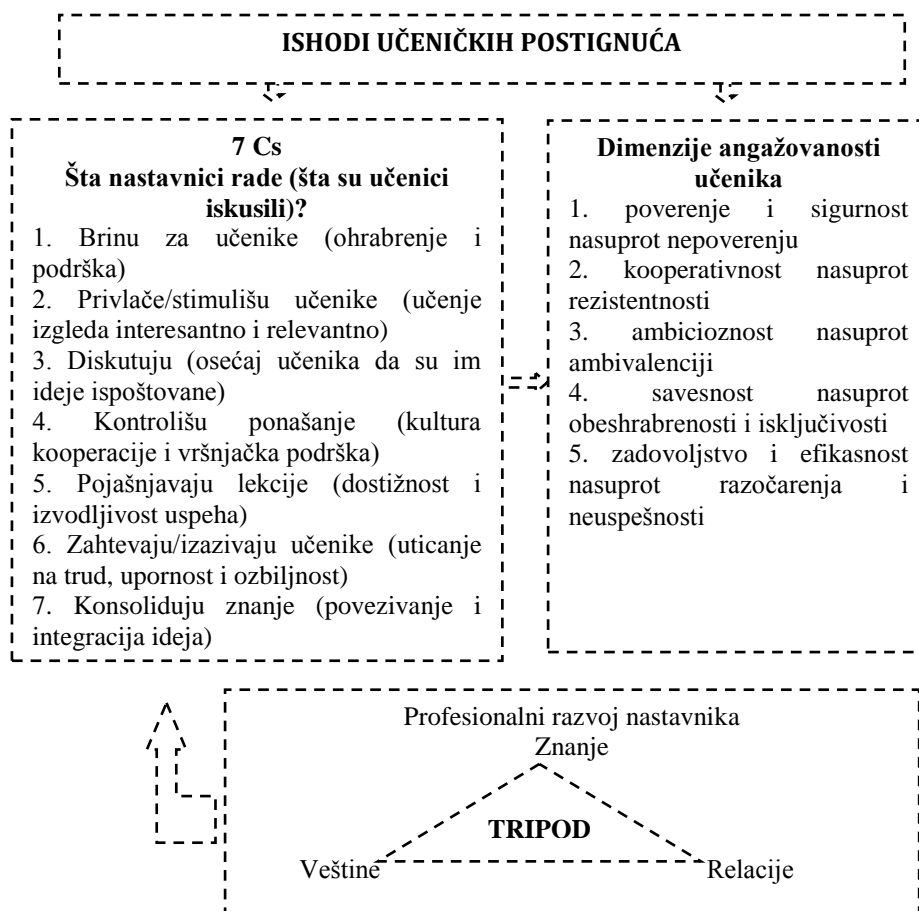 ISHODI UČENIČKIH POSTIGNUĆA
7 Cs
Šta nastavnici rade (šta su učenici
iskusili)?
1. Brinu za učenike (ohrabrenje i
podrška)
2. Privlače/stimulišu učenike (učenje
izgleda interesantno i relevantno)
3. Diskutuju (osećaj učenika da su im
ideje ispoštovane)
4. Kontrolišu ponašanje (kultura
kooperacije i vršnjačka podrška)
5. Pojašnjavaju lekcije (dostižnost i
izvodljivost uspeha)
6. Zahtevaju/izazivaju učenike (uticanje
na trud, upornost i ozbiljnost)
7. Konsoliduju znanje (povezivanje i
integracija ideja)
Dimenzije angažovanosti
učenika
1. poverenje i sigurnost
nasuprot nepoverenju
2. kooperativnost nasuprot
rezistentnosti
3. ambicioznost nasuprot
ambivalenciji
4. savesnost nasuprot
obeshrabrenosti i isključivosti
5. zadovoljstvo i efikasnost
nasuprot razočarenja i
neuspešnosti
Profesionalni razvoj nastavnika
Znanje
TRIPOD
Veštine Relacije